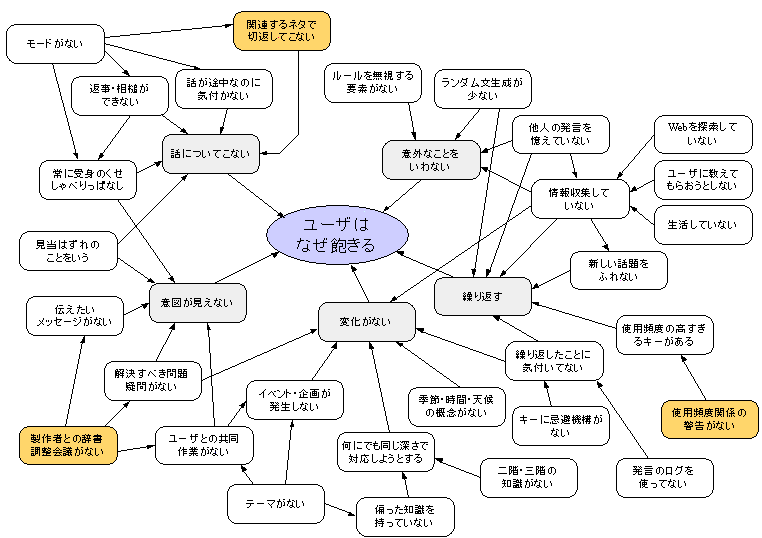 関連するネタで
切返してこない
モードがない
返事・相槌が
できない
話が途中なのに
気付かない
ルールを無視する
要素がない
ランダム文生成が
少ない
話についてこない
意外なことを
いわない
他人の発言を
憶えていない
Webを探索して
いない
常に受身のくせ
しゃべりっぱなし
情報収集して
いない
ユーザに教えて
もらおうとしない
生活していない
ユーザは
なぜ飽きる
見当はずれの
ことをいう
新しい話題を
ふれない
意図が見えない
繰り返す
伝えたい
メッセージがない
変化がない
使用頻度の高すぎ
るキーがある
解決すべき問題
疑問がない
繰り返したことに
気付いてない
イベント・企画が
発生しない
季節・時間・天候
の概念がない
キーに忌避機構が
ない
使用頻度関係の
警告がない
製作者との辞書
調整会議がない
ユーザとの共同
作業がない
何にでも同じ深さで
対応しようとする
二階・三階の
知識がない
発言のログを
使ってない
テーマがない
偏った知識を
持っていない